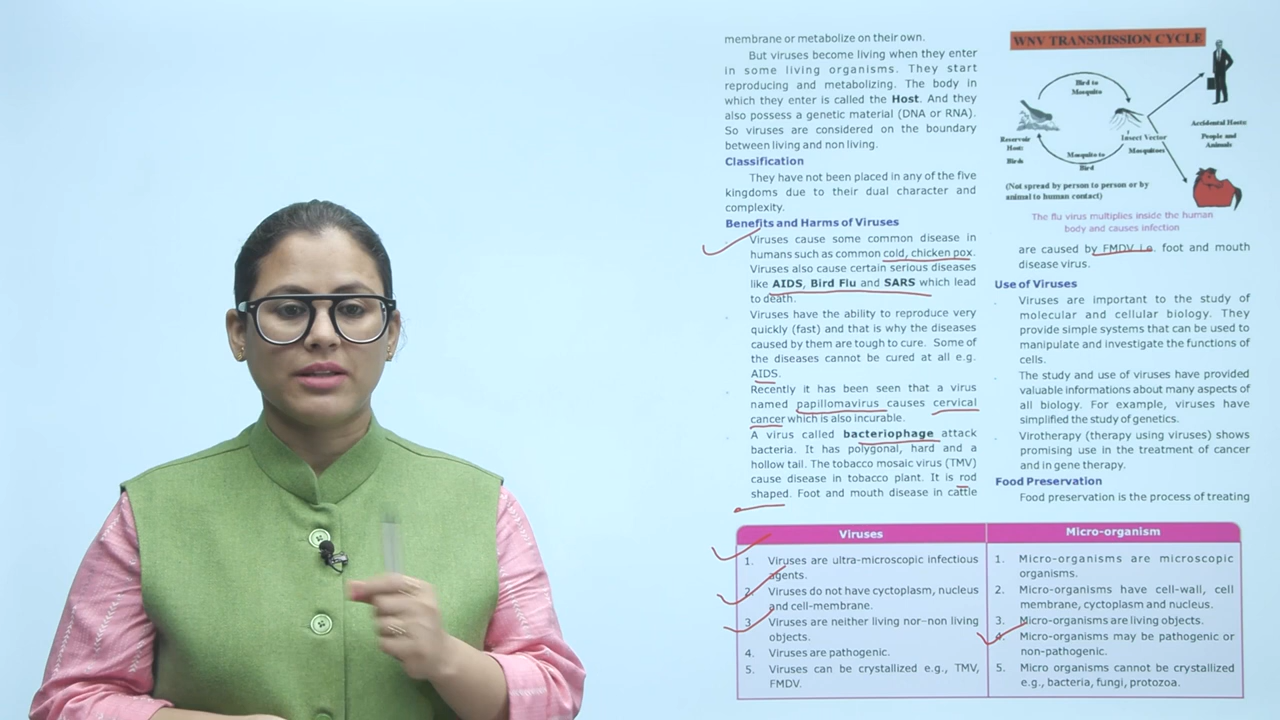 membrane or metabolize on their own.
But viruses become living when they enter
in some living organisms. They start
reproducing and metabolizing. The body in
which they enter is called the Host. And they
also possess a genetic material (DNA or RNA).
So viruses are considered on the boundary
between living and non living.
Classification
They have not been placed in any of the five
kingdoms due to their dual character and
complexity.
Benefits and Harms of Viruses
Viruses cause some common disease in
humans such as common cold, chicken pox.
Viruses also cause certain serious diseases
like AIDS, Bird Flu and SARS which lead
to death.
Viruses have the ability to reproduce very
quickly (fast) and that is why the diseases
caused by them are tough to cure. Some of
the diseases cannot be cured at all e.g.
AIDS.
Recently it has been seen that a virus
named papillomavirus causes cervical
cancer which is also incurable.
A virus called bacteriophage attack
bacteria. It has polygonal, hard and a
hollow tail. The tobacco mosaic virus (TMV)
cause disease in tobacco plant. It is rod
shaped. Foot and mouth disease in cattle
WNV TRANSMISSION CYCLE
Bird to
Mosquito
Reservoir
Host:
Birds
Insect Vector
Mosquitoes
Mosquito to
Bird
Accidental Hosts:
People and
Animals
(Not spread by person to person or by
animal to human contact)
The flu virus multiplies inside the human
body and causes infection
are caused by FMDV i.e. foot and mouth
disease virus.
Use of Viruses
Viruses are important to the study of
molecular and cellular biology. They
provide simple systems that can be used to
manipulate and investigate the functions of
cells.
The study and use of viruses have provided
valuable informations about many aspects of
all biology. For example, viruses have
simplified the study of genetics.
Virotherapy (therapy using viruses) shows
promising use in the treatment of cancer
and in gene therapy.
Food Preservation
Food preservation is the process of treating
Viruses
1. Viruses are ultra-microscopic infectious
agents.
2. Viruses do not have cyctoplasm, nucleus
and cell-membrane.
3. Viruses are neither living nor-non living
objects.
4. Viruses are pathogenic.
5. Viruses can be crystallized e.g., TMV,
FMDV.
Micro-organism
1. Micro-organisms are microscopic
organisms.
2. Micro-organisms have cell-wall, cell
membrane, cyctoplasm and nucleus.
3. Micro-organisms are living objects.
4. Micro-organisms may be pathogenic or
non-pathogenic.
5. Micro organisms cannot be crystallized
e.g., bacteria, fungi, protozoa.